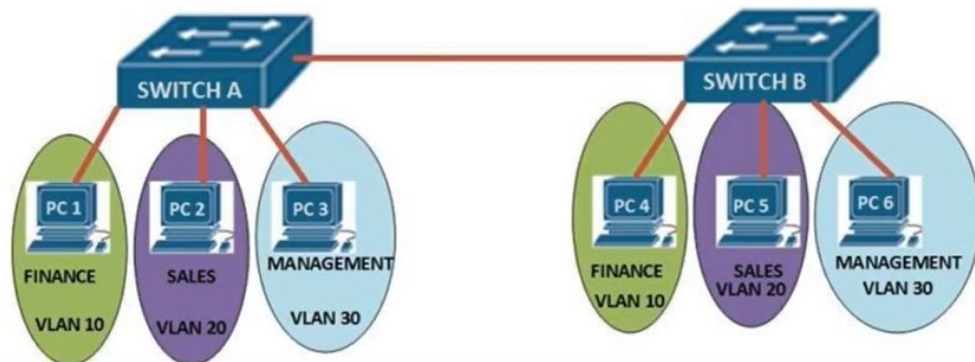 SWITCH A
SWITCH B
PC 1
PC 2
PC 3
PC 4
PC 5
PC 6
FINANCE
SALES
MANAGEMENT
FINANCE
SALES
MANAGEMENT
VLAN 10
VLAN 20
VLAN 30
VLAN 10
VLAN 20
VLAN 30